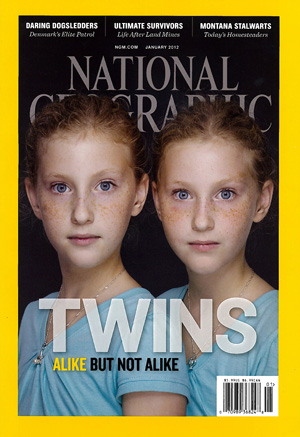 DARING DOGSLEDDERS
Denmark's Elite Patrol
ULTIMATE SURVIVORS
Life After Land Mines
MONTANA STALWARTS
Today's Homesteaders
NGM.COM JANUARY 2012
NATIONAL
GEOGRAPHIC
TWINS
ALIKE BUT NOT ALIKE
01